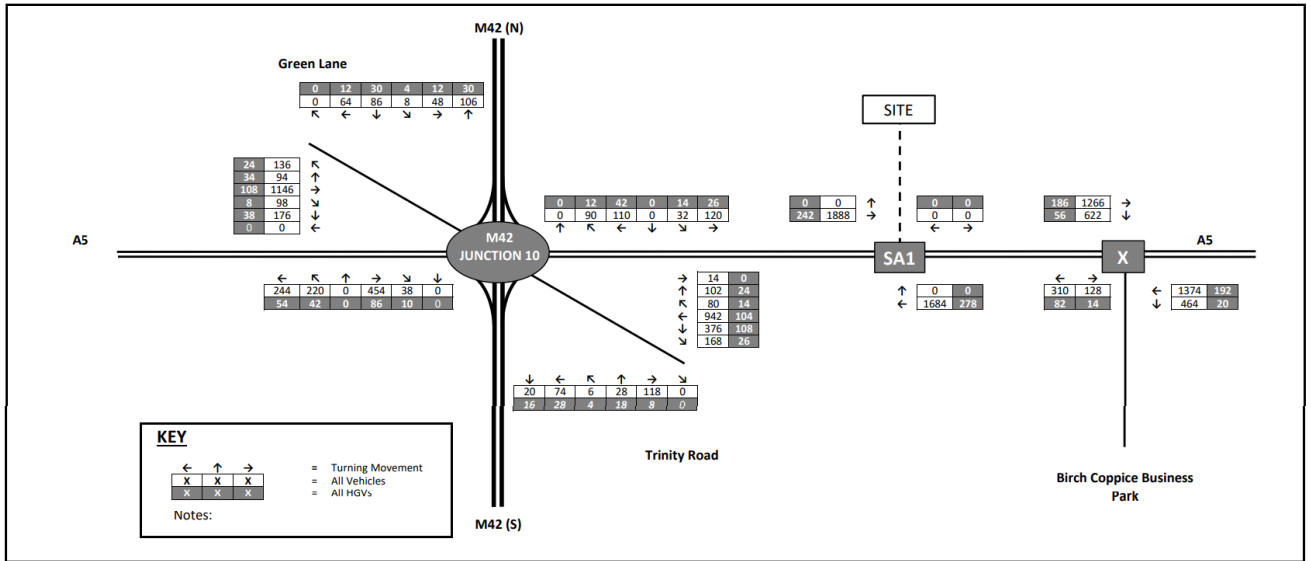 M42 (N)
Green Lane
0 12 30 4 12 30
0 64 86 8 48 106
↖ ← ↓ ↘ → ↑
SITE
24 136 ↖
34 94 ↑
108 1146 →
8 98 ↘
38 176 ↓
0 0 ←
0 12 42 0 14 26
0 90 110 0 32 120
↑ ↖ ← ↓ ↘ →
0 0 ↑
242 1888 →
0 0
0 0
← →
186 1266 →
56 622 ↓
A5
M42
JUNCTION 10
SA1
X
A5
← ↖ ↑ → ↘ ↓
244 220 0 454 38 0
54 42 0 86 10 0
→ 14 0
↑ 102 24
↖ 80 14
← 942 104
↓ 376 108
↘ 168 26
↑ 0 0
← 1684 278
← →
310 128
82 14
← 1374 192
↓ 464 20
↓ ← ↖ ↑ → ↘
20 74 6 28 118 0
16 28 4 18 8 0
Trinity Road
Birch Coppice Business
Park
KEY
← ↑ → = Turning Movement
X X X = All Vehicles
X X X = All HGVs
Notes:
M42 (S)